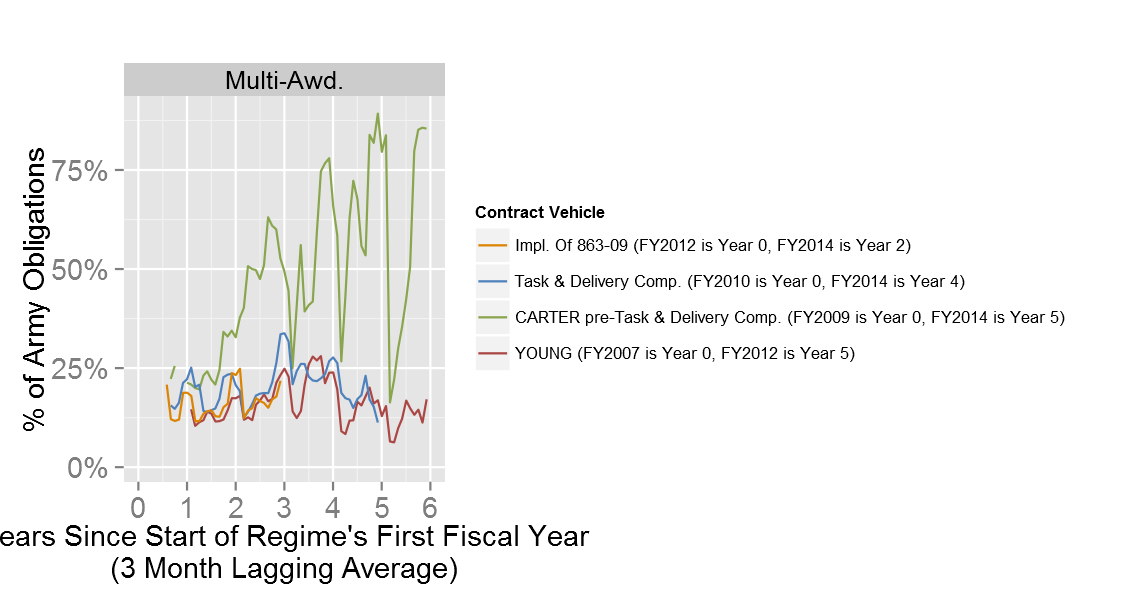 Multi-Awd.
% of Army Obligations
75%
50%
25%
0%
0 1 2 3 4 5 6
ears Since Start of Regime's First Fiscal Year
(3 Month Lagging Average)
Contract Vehicle
Impl. Of 863-09 (FY2012 is Year 0, FY2014 is Year 2)
Task & Delivery Comp. (FY2010 is Year 0, FY2014 is Year 4)
CARTER pre-Task & Delivery Comp. (FY2009 is Year 0, FY2014 is Year 5)
YOUNG (FY2007 is Year 0, FY2012 is Year 5)